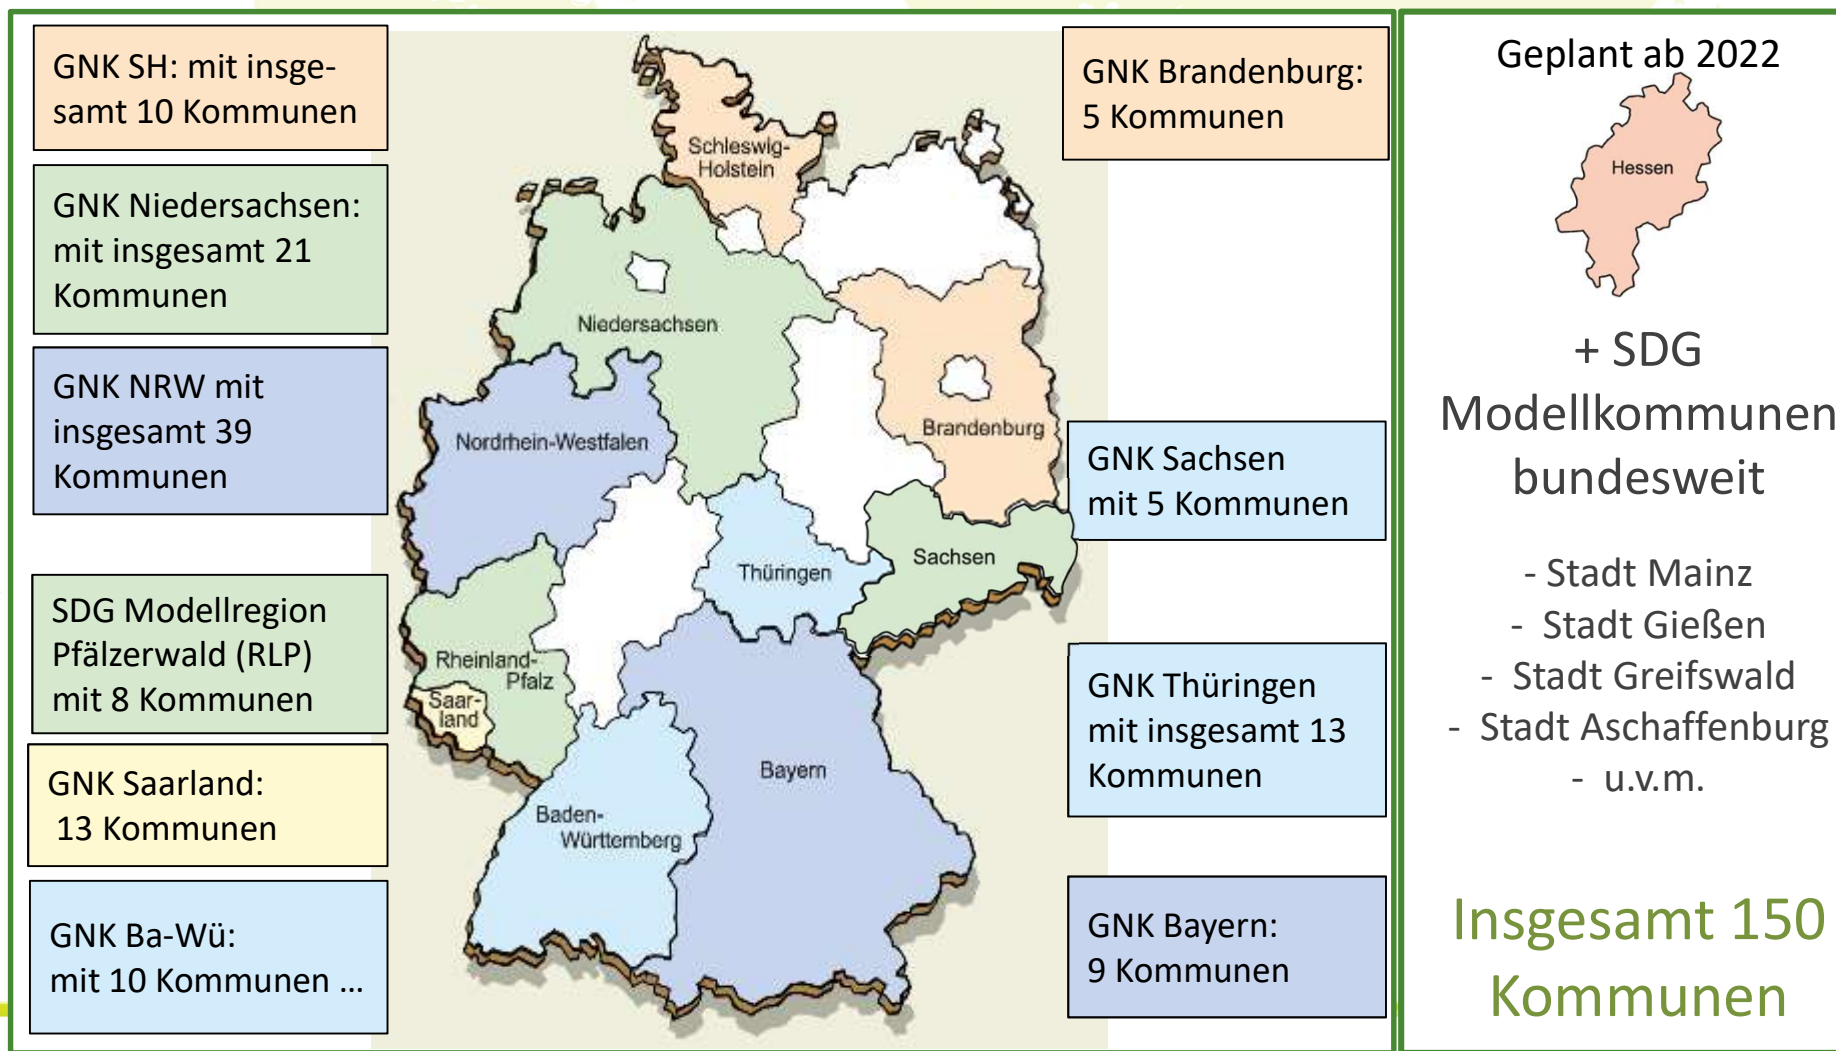 GNK SH: mit insge-
samt 10 Kommunen
GNK Niedersachsen:
mit insgesamt 21
Kommunen
GNK NRW mit
insgesamt 39
Kommunen
SDG Modellregion
Pfälzerwald (RLP)
mit 8 Kommunen
GNK Saarland:
13 Kommunen
GNK Ba-Wü:
mit 10 Kommunen ...
Schleswig-
Holstein
Niedersachsen
Nordrhein-Westfalen
Brandenburg
Sachsen
Thüringen
Rheinland-
Pfalz
Saar-
land
Bayern
Baden-
Württemberg
GNK Brandenburg:
5 Kommunen
GNK Sachsen
mit 5 Kommunen
GNK Thüringen
mit insgesamt 13
Kommunen
GNK Bayern:
9 Kommunen
Geplant ab 2022
Hessen
+ SDG
Modellkommunen
bundesweit
- Stadt Mainz
- Stadt Gießen
- Stadt Greifswald
- Stadt Aschaffenburg
- u.v.m.
Insgesamt 150
Kommunen